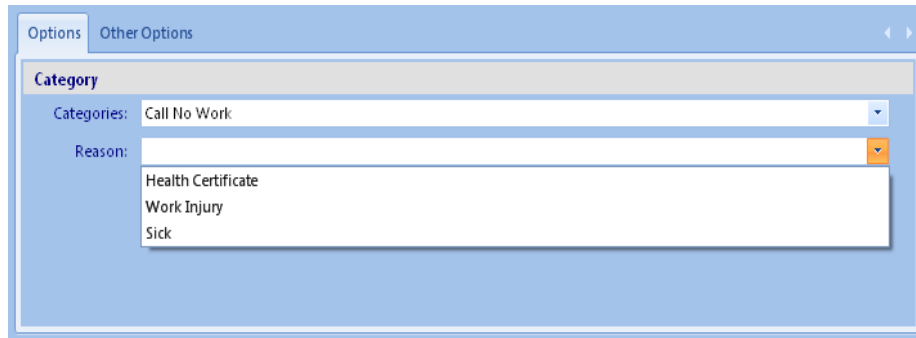 Options Other Options
Category
Categories: Call No Work
Reason:
Health Certificate
Work Injury
Sick